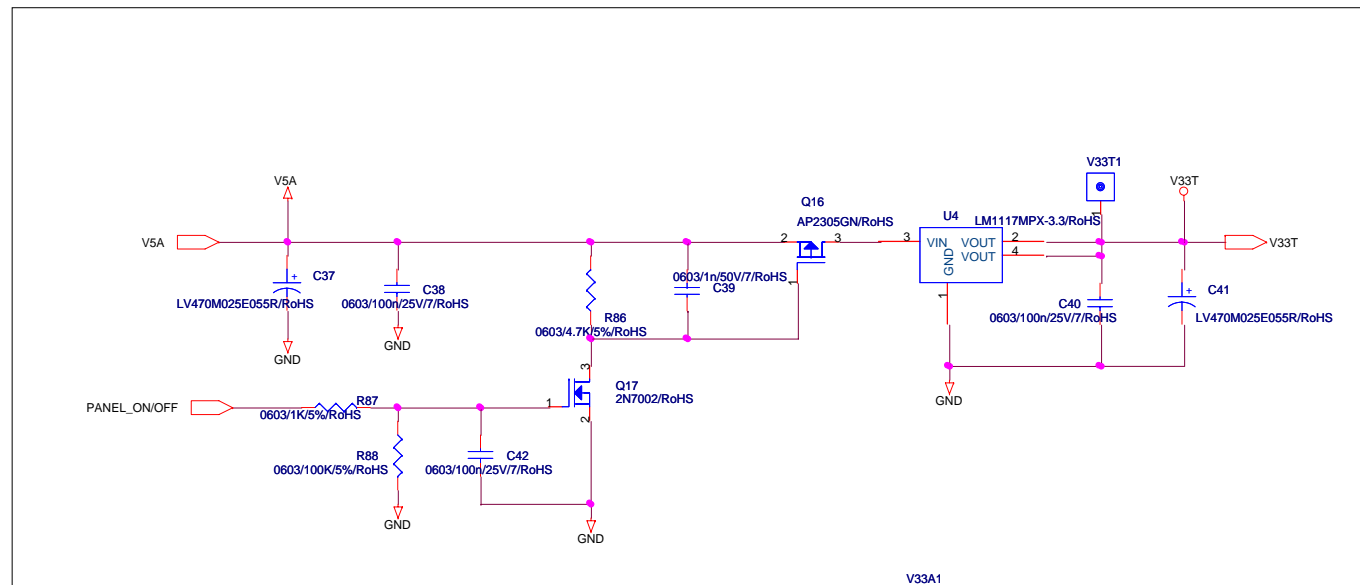 V33T1
V5A
V33T
Q16
AP2305GN/RoHS
U4
LM1117MPX-3.3/RoHS
1
V5A
2
3
3
VIN
VOUT
2
V33T
VOUT
4
GND
C37
LV470M025E055R/RoHS
C38
0603/100n/25V/7/RoHS
0603/1n/50V/7/RoHS
C39
1
1
C40
0603/100n/25V/7/RoHS
C41
LV470M025E055R/RoHS
R86
0603/4.7K/5%/RoHS
GND
GND
3
Q17
2N7002/RoHS
1
2
GND
PANEL_ON/OFF
R87
0603/1K/5%/RoHS
R88
0603/100K/5%/RoHS
C42
0603/100n/25V/7/RoHS
GND
GND
V33A1